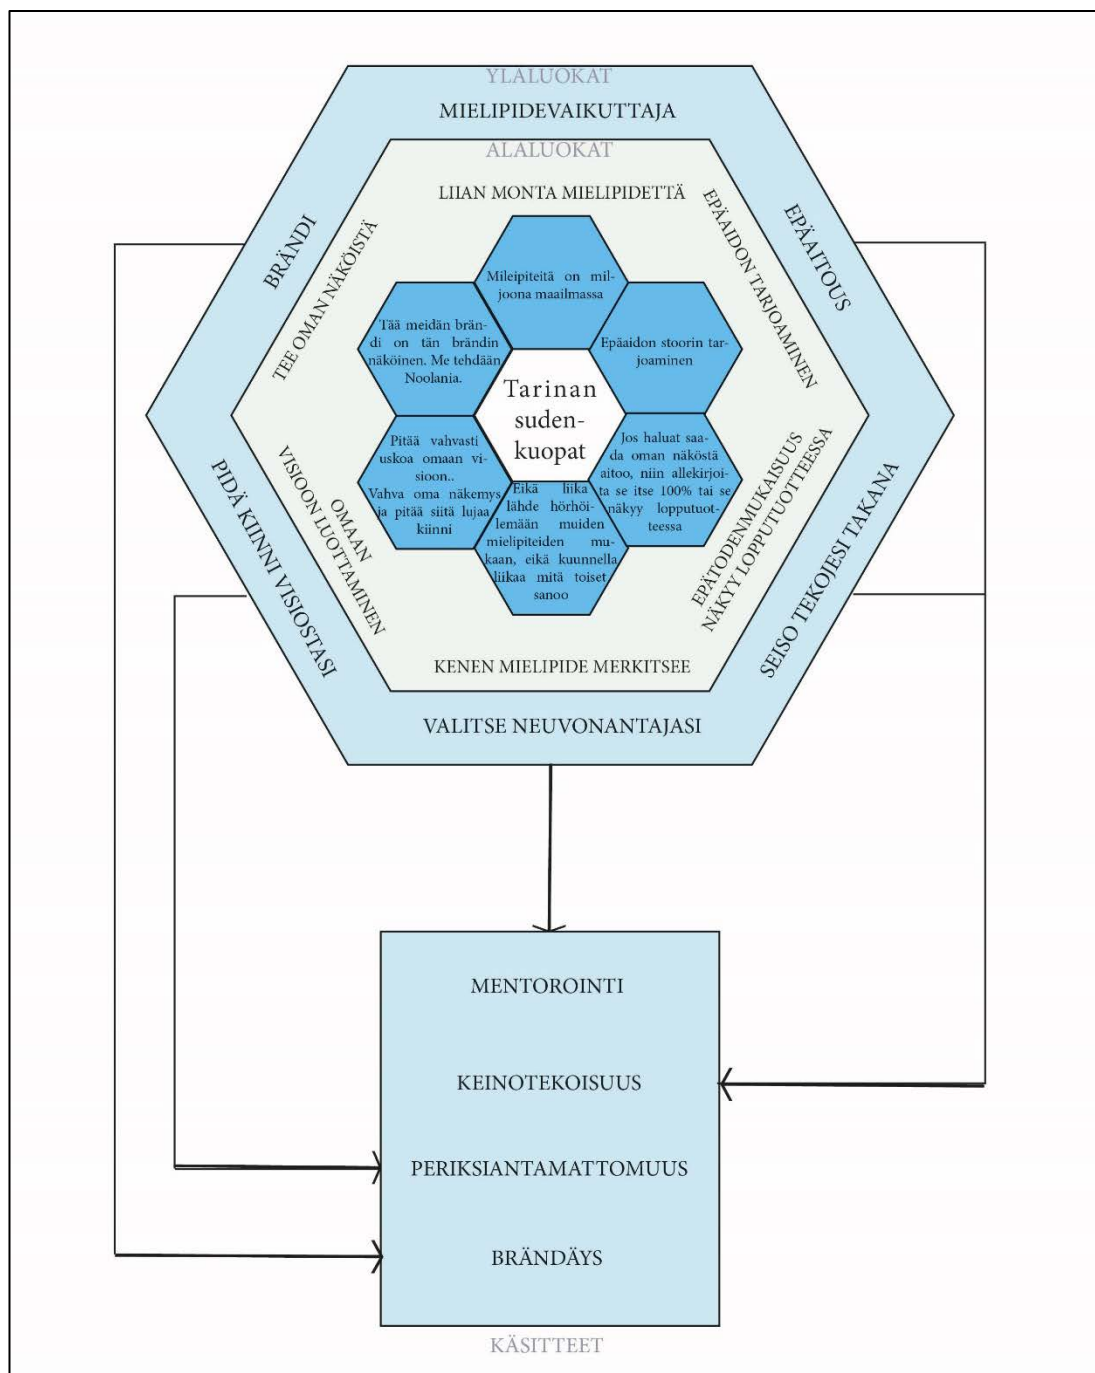 YLALUOKAT
MIELIPIDEVAIKUTTAJA
ALALUOKAT
LIIAN MONTA MIELIPIDETTÄ
BRÄNDI
TEE OMAN NÄKÖISTÄ
EPÄAIDON TARJOAMINEN
EPÄAITOUS
Mileipiteitä on mil-
joona maailmassa
Tää meidän brän-
di on tän brändin
näköinen. Me tehdään
Noolania.
Epäaidon stoorin tar-
joaminen
Tarinan
suden-
kuopat
Pitää vahvasti
uskoa omaan vi-
sioon..
Vahva oma näkemys
ja pitää siitä lujaa
kiinni
Jos haluat saa-
da oman näköstä
aitoo, niin allekirjoi-
ta se itse 100% tai se
näkyy lopputuot-
teessa
Eikä liika
lähde hörhöi-
lemään muiden
mielipiteiden mu-
kaan, eikä kuunnella
liikaa mitä toiset
sanoo
PIDÄ KIINNI VISIOSTASI
OMAAN
VISIOON LUOTTAMINEN
EPÄTODENMUKAISUUS
NÄKYY LOPPUTUOTTEESSA
SEISO TEKOJESI TAKANA
KENEN MIELIPIDE MERKITSEE
VALITSE NEUVONANTAJASI
MENTOROINTI
KEINOTEKOISUUS
PERIKSIANTAMATTOMUUS
BRÄNDÄYS
KÄSITTEET